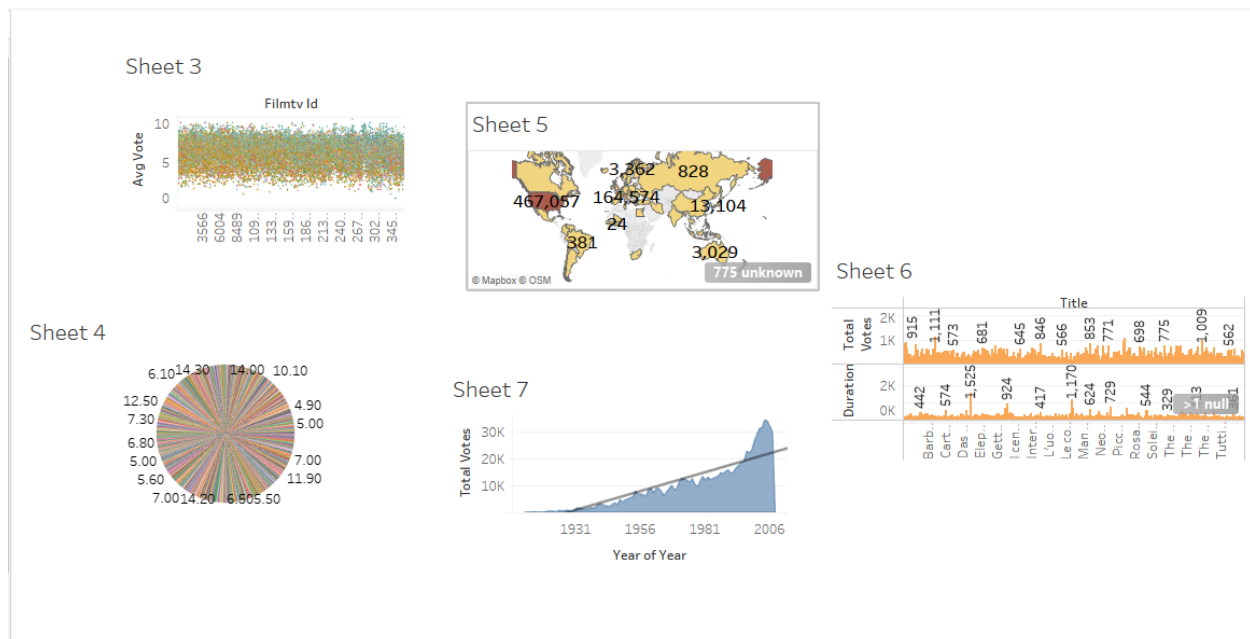 Sheet 3
Filmtv Id
Avg Vote
10
5
0
3566
6004
8489
109..
133..
159..
186..
213..
240..
267..
302..
345..
Sheet 5
3,362
828
467,057
164,574
13,104
24
381
3,029
775 unknown
© Mapbox © OSM
Sheet 4
14.30
14.00
6.10
10.10
12.50
4.90
7.30
5.00
6.80
5.00
7.00
5.60
11.90
7.00
14.20
6.50
5.50
Sheet 7
Total Votes
30K
20K
10K
1931
1956
1981
2006
Year of Year
Sheet 6
Title
Total
Votes
2K
1K
915
1,111
573
681
645
846
566
853
771
698
775
1,009
562
Duration
2K
0K
442
574
1,525
924
417
1,170
624
729
544
329
>1 null
Barb..
Cart..
Das ..
Elep..
Gett..
I cen..
Inter..
L'uo..
Le co..
Man ..
Neo..
Picc..
Rosa..
Solei..
The ..
The ..
The ..
Tutti..